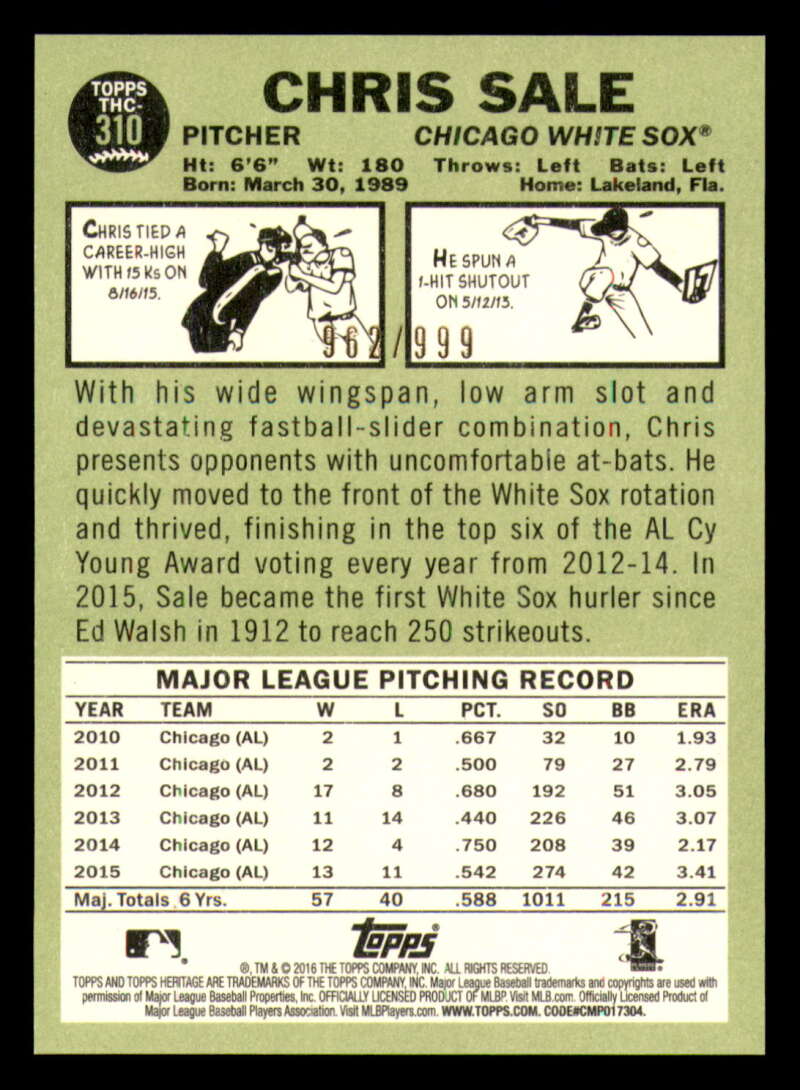 TOPPS
THC-
310
CHRIS SALE
PITCHER CHICAGO WHITE SOX®
Ht: 6'6" Wt: 180 Throws: Left Bats: Left
Born: March 30, 1989 Home: Lakeland, Fla.
CHRIS TIED A
CAREER-HIGH
WITH 15 KS ON
8/16/15.
HE SPUN A
1-HIT SHUTOUT
ON 5/12/13.
962/999
With his wide wingspan, low arm slot and
devastating fastball-slider combination, Chris
presents opponents with uncomfortable at-bats. He
quickly moved to the front of the White Sox rotation
and thrived, finishing in the top six of the AL Cy
Young Award voting every year from 2012-14. In
2015, Sale became the first White Sox hurler since
Ed Walsh in 1912 to reach 250 strikeouts.
MAJOR LEAGUE PITCHING RECORD
YEAR TEAM W L PCT. SO BB ERA
2010 Chicago (AL) 2 1 .667 32 10 1.93
2011 Chicago (AL) 2 2 .500 79 27 2.79
2012 Chicago (AL) 17 8 .680 192 51 3.05
2013 Chicago (AL) 11 14 .440 226 46 3.07
2014 Chicago (AL) 12 4 .750 208 39 2.17
2015 Chicago (AL) 13 11 .542 274 42 3.41
Maj. Totals 6 Yrs. 57 40 .588 1011 215 2.91
topps®
®, TM & © 2016 THE TOPPS COMPANY, INC. ALL RIGHTS RESERVED.
TOPPS AND TOPPS HERITAGE ARE TRADEMARKS OF THE TOPPS COMPANY, INC. Major League Baseball trademarks and copyrights are used with
permission of Major League Baseball Properties, Inc. OFFICIALLY LICENSED PRODUCT OF MLBP. Visit MLB.com. Officially Licensed Product of
Major League Baseball Players Association. Visit MLBPlayers.com. WWW.TOPPS.COM. CODE#CMP017304.